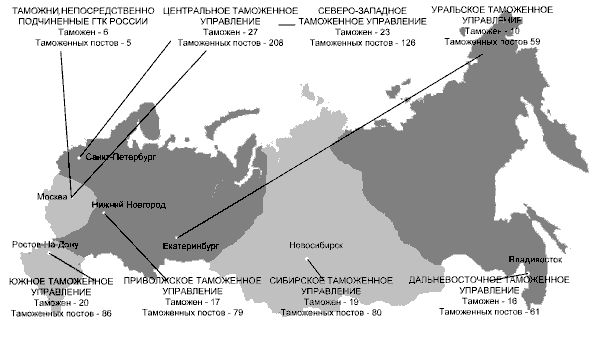 ТАМОЖНИ,НЕПОСРЕДСТВЕННО
ПОДЧИНЕННЫЕ ГТК РОССИИ
Таможен - 6
Таможенных постов - 5
ЦЕНТРАЛЬНОЕ ТАМОЖЕННОЕ
УПРАВЛЕНИЕ
Таможен - 27
Таможенных постов - 208
СЕВЕРО-ЗАПАДНОЕ
ТАМОЖЕННОЕ УПРАВЛЕНИЕ
Таможен - 23
Таможенных постов - 126
УРАЛЬСКОЕ ТАМОЖЕННОЕ
УПРАВЛЕНИЕ
Таможен - 10
Таможенных постов 59
Санкт-Петербург
Москва
Нижний Новгород
Ростов-На-Дону
Екатеринбург
Новосибирск
Владивосток
ЮЖНОЕ ТАМОЖЕННОЕ
УПРАВЛЕНИЕ
Таможен - 20
Таможенных постов - 86
ПРИВОЛЖСКОЕ ТАМОЖЕННОЕ
УПРАВЛЕНИЕ
Таможен - 17
Таможенных постов - 79
СИБИРСКОЕ ТАМОЖЕННОЕ
УПРАВЛЕНИЕ
Таможен - 19
Таможенных постов - 80
ДАЛЬНЕВОСТОЧНОЕ ТАМОЖЕННОЕ
УПРАВЛЕНИЕ
Таможен - 16
Таможенных постов - 61